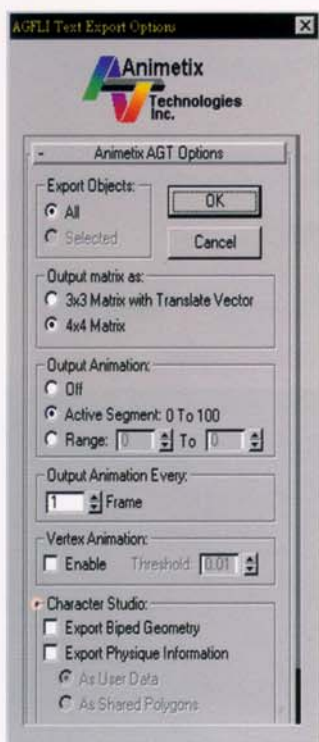 AGFLI Text Export Options
Animetix
Technologies
Inc.
- Animetix AGT Options
Export Objects:
All
Selected
OK
Cancel
Output matrix as:
3x3 Matrix with Translate Vector
4x4 Matrix
Output Animation:
Off
Active Segment: 0 To 100
Range: 0 To 0
Output Animation Every:
1 Frame
Vertex Animation:
Enable Threshold: 0.01
Character Studio:
Export Biped Geometry
Export Physique Information
As User Data
As Shared Polygons